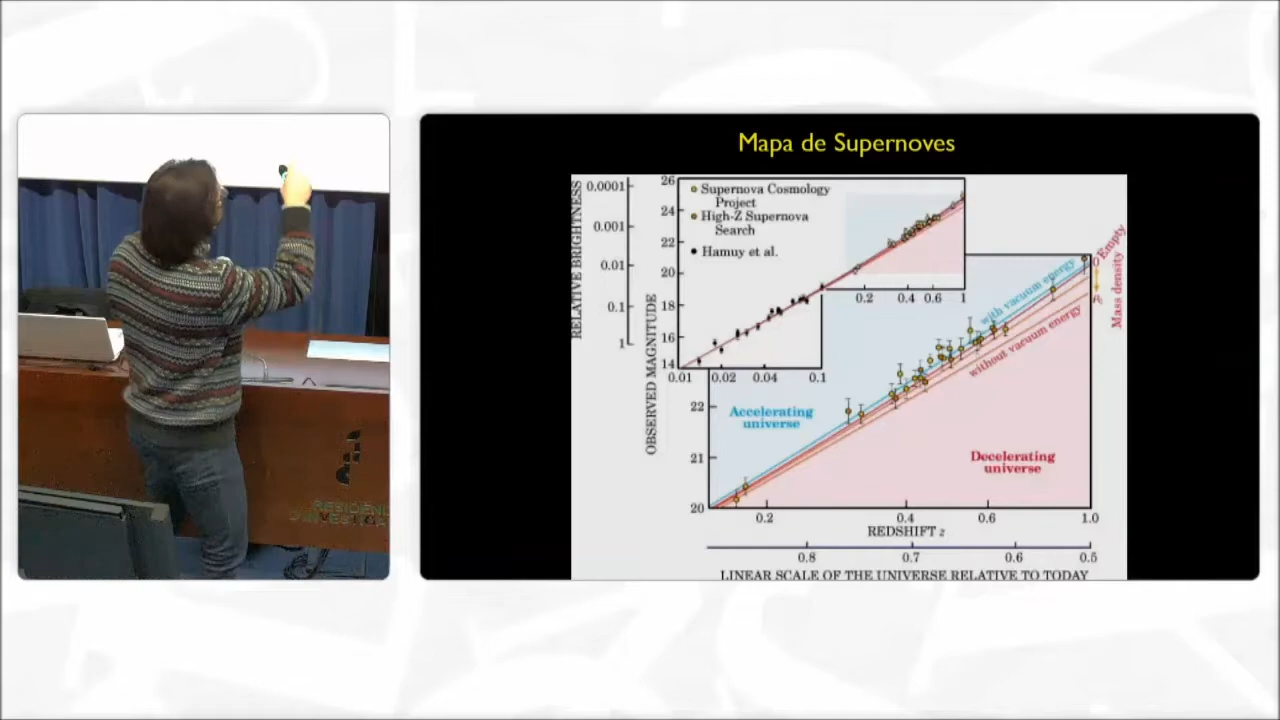 Mapa de Supernoves
RELATIVE BRIGHTNESS
0.0001
0.001
0.01
0.1
1
OBSERVED MAGNITUDE
26
24
22
20
18
16
14
Supernova Cosmology
Project
High-Z Supernova
Search
Hamuy et al.
0.01 0.02 0.04 0.1
0.2 0.4 0.6 1
22
21
20
Accelerating
universe
with vacuum energy
without vacuum energy
Decelerating
universe
Empty
Mass density
0
0.2 0.4 0.6 1.0
REDSHIFT z
0.8 0.7 0.6 0.5
LINEAR SCALE OF THE UNIVERSE RELATIVE TO TODAY